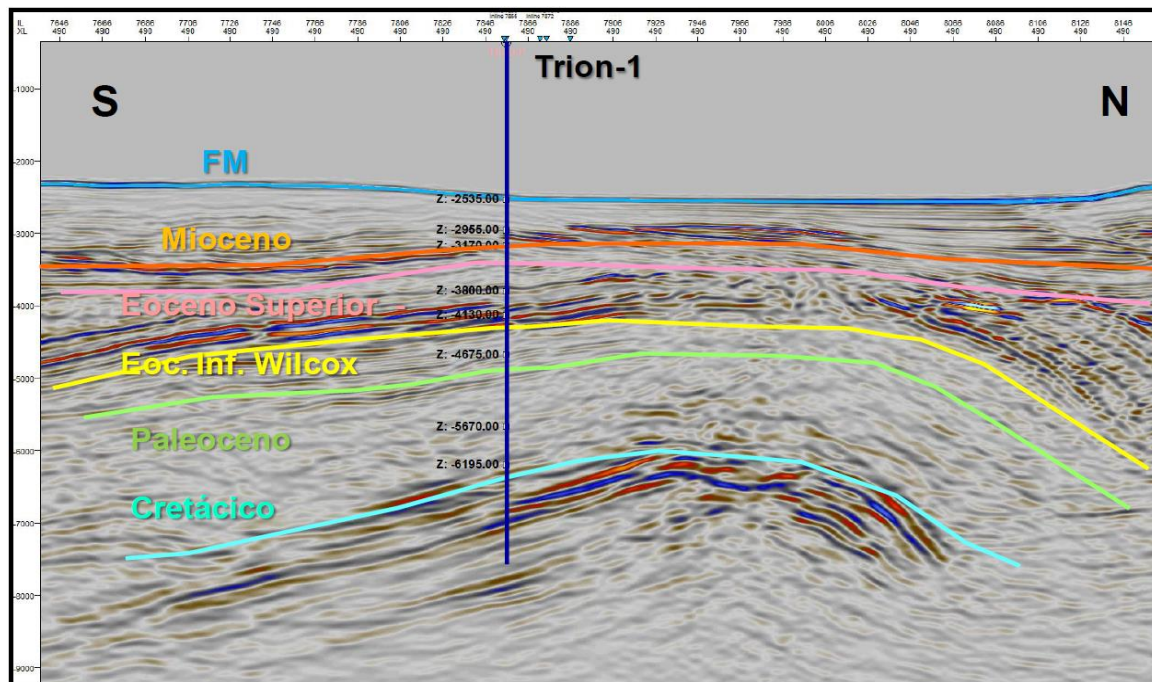 IL 7646 7666 7686 7706 7726 7746 7766 7786 7806 7826 7846 7866 7886 7906 7926 7946 7966 7986 8006 8026 8046 8066 8086 8106 8126 8146
XL 490 490 490 490 490 490 490 490 490 490 490 490 490 490 490 490 490 490 490 490 490 490 490 490 490 490
Trion-1
S
N
-1000
-2000
FM
Z: -2535.00
Z: -2955.00
-3000
Mioceno
Z: -3170.00
Z: -3800.00
Eoceno Superior -
-4000
Z: -4130.00
Eoc. Inf. Wilcox
Z: -4675.00
-5000
Paleoceno
Z: -5670.00
-6000
Z: -6195.00
Cretácico
-7000
-8000
-9000